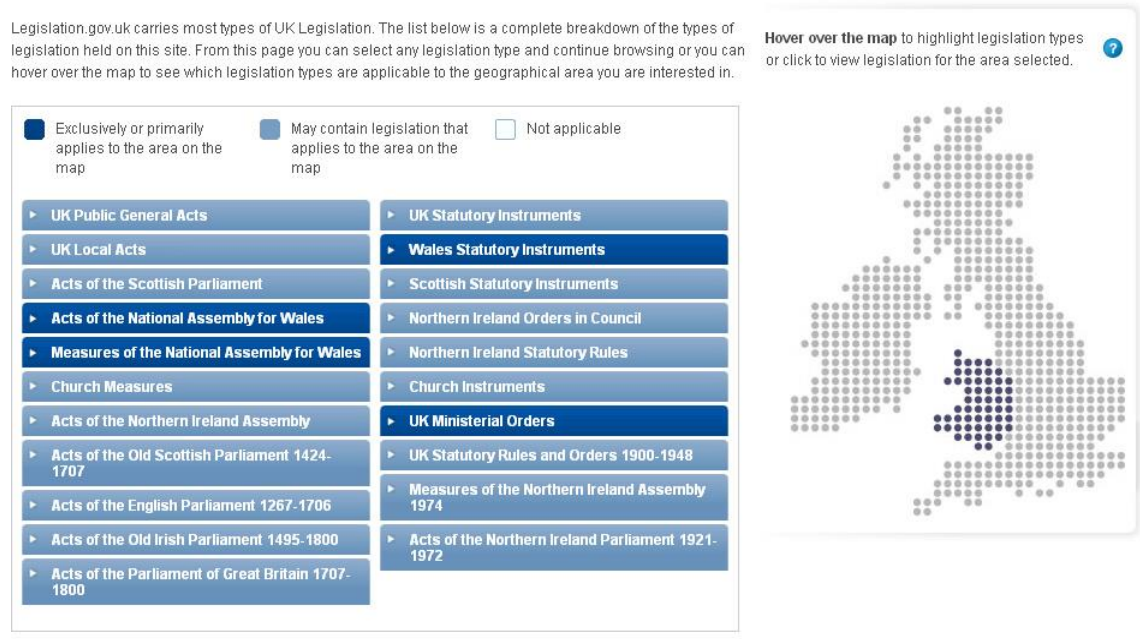 Legislation.gov.uk carries most types of UK Legislation. The list below is a complete breakdown of the types of
legislation held on this site. From this page you can select any legislation type and continue browsing or you can
hover over the map to see which legislation types are applicable to the geographical area you are interested in.
Hover over the map to highlight legislation types
or click to view legislation for the area selected.
?
Exclusively or primarily
applies to the area on the
map
May contain legislation that
applies to the area on the
map
Not applicable
UK Public General Acts
UK Local Acts
Acts of the Scottish Parliament
Acts of the National Assembly for Wales
Measures of the National Assembly for Wales
Church Measures
Acts of the Northern Ireland Assembly
Acts of the Old Scottish Parliament 1424-
1707
Acts of the English Parliament 1267-1706
Acts of the Old Irish Parliament 1495-1800
Acts of the Parliament of Great Britain 1707-
1800
UK Statutory Instruments
Wales Statutory Instruments
Scottish Statutory Instruments
Northern Ireland Orders in Council
Northern Ireland Statutory Rules
Church Instruments
UK Ministerial Orders
UK Statutory Rules and Orders 1900-1948
Measures of the Northern Ireland Assembly
1974
Acts of the Northern Ireland Parliament 1921-
1972